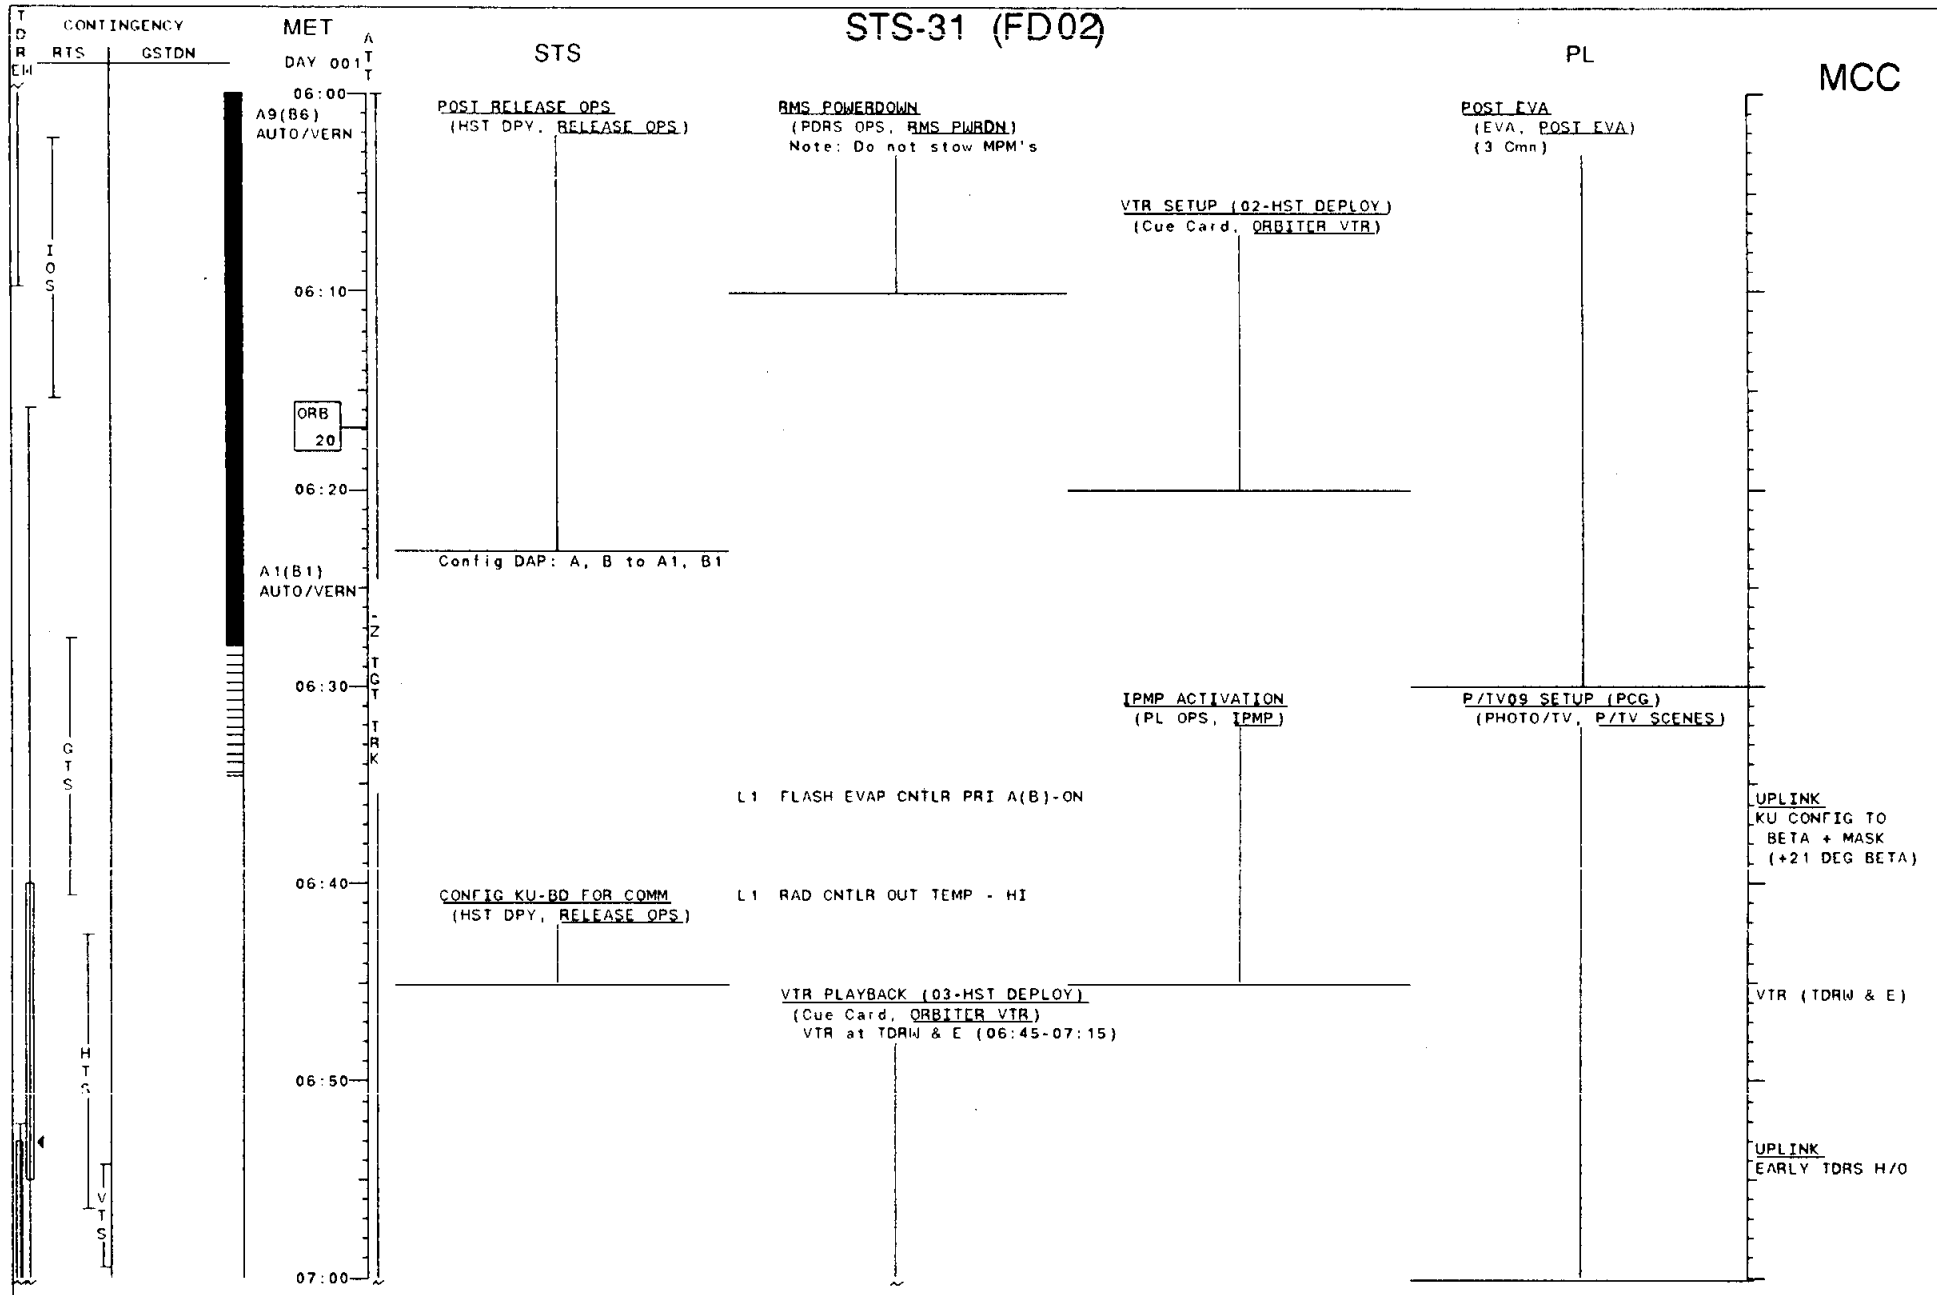 STS-31 (FD02)
T
D
R
E W
CONTINGENCY
RTS
GSTDN
MET
DAY 001
A
T
T
STS
PL
MCC
06:00
A9(B6)
AUTO/VERN
POST RELEASE OPS
(HST DPY, RELEASE OPS)
RMS POWERDOWN
(PDRS OPS, RMS PWRDN)
Note: Do not stow MPM's
POST EVA
(EVA, POST EVA)
(3 Cmn)
VTR SETUP (02-HST DEPLOY)
(Cue Card, ORBITER VTR)
I
O
S
06:10
ORB
20
06:20
Config DAP: A, B to A1, B1
A1(B1)
AUTO/VERN
-Z TGT TRK
06:30
IPMP ACTIVATION
(PL OPS, IPMP)
P/TV09 SETUP (PCG)
(PHOTO/TV, P/TV SCENES)
G
T
S
L1 FLASH EVAP CNTLR PRI A(B)-ON
UPLINK
KU CONFIG TO
BETA + MASK
(+21 DEG BETA)
06:40
CONFIG KU-BD FOR COMM
(HST DPY, RELEASE OPS)
L1 RAD CNTLR OUT TEMP - HI
VTR PLAYBACK (03-HST DEPLOY)
(Cue Card, ORBITER VTR)
VTR at TDRW & E (06:45-07:15)
VTR (TDRW & E)
H
T
S
06:50
UPLINK
EARLY TDRS H/O
V
T
S
07:00